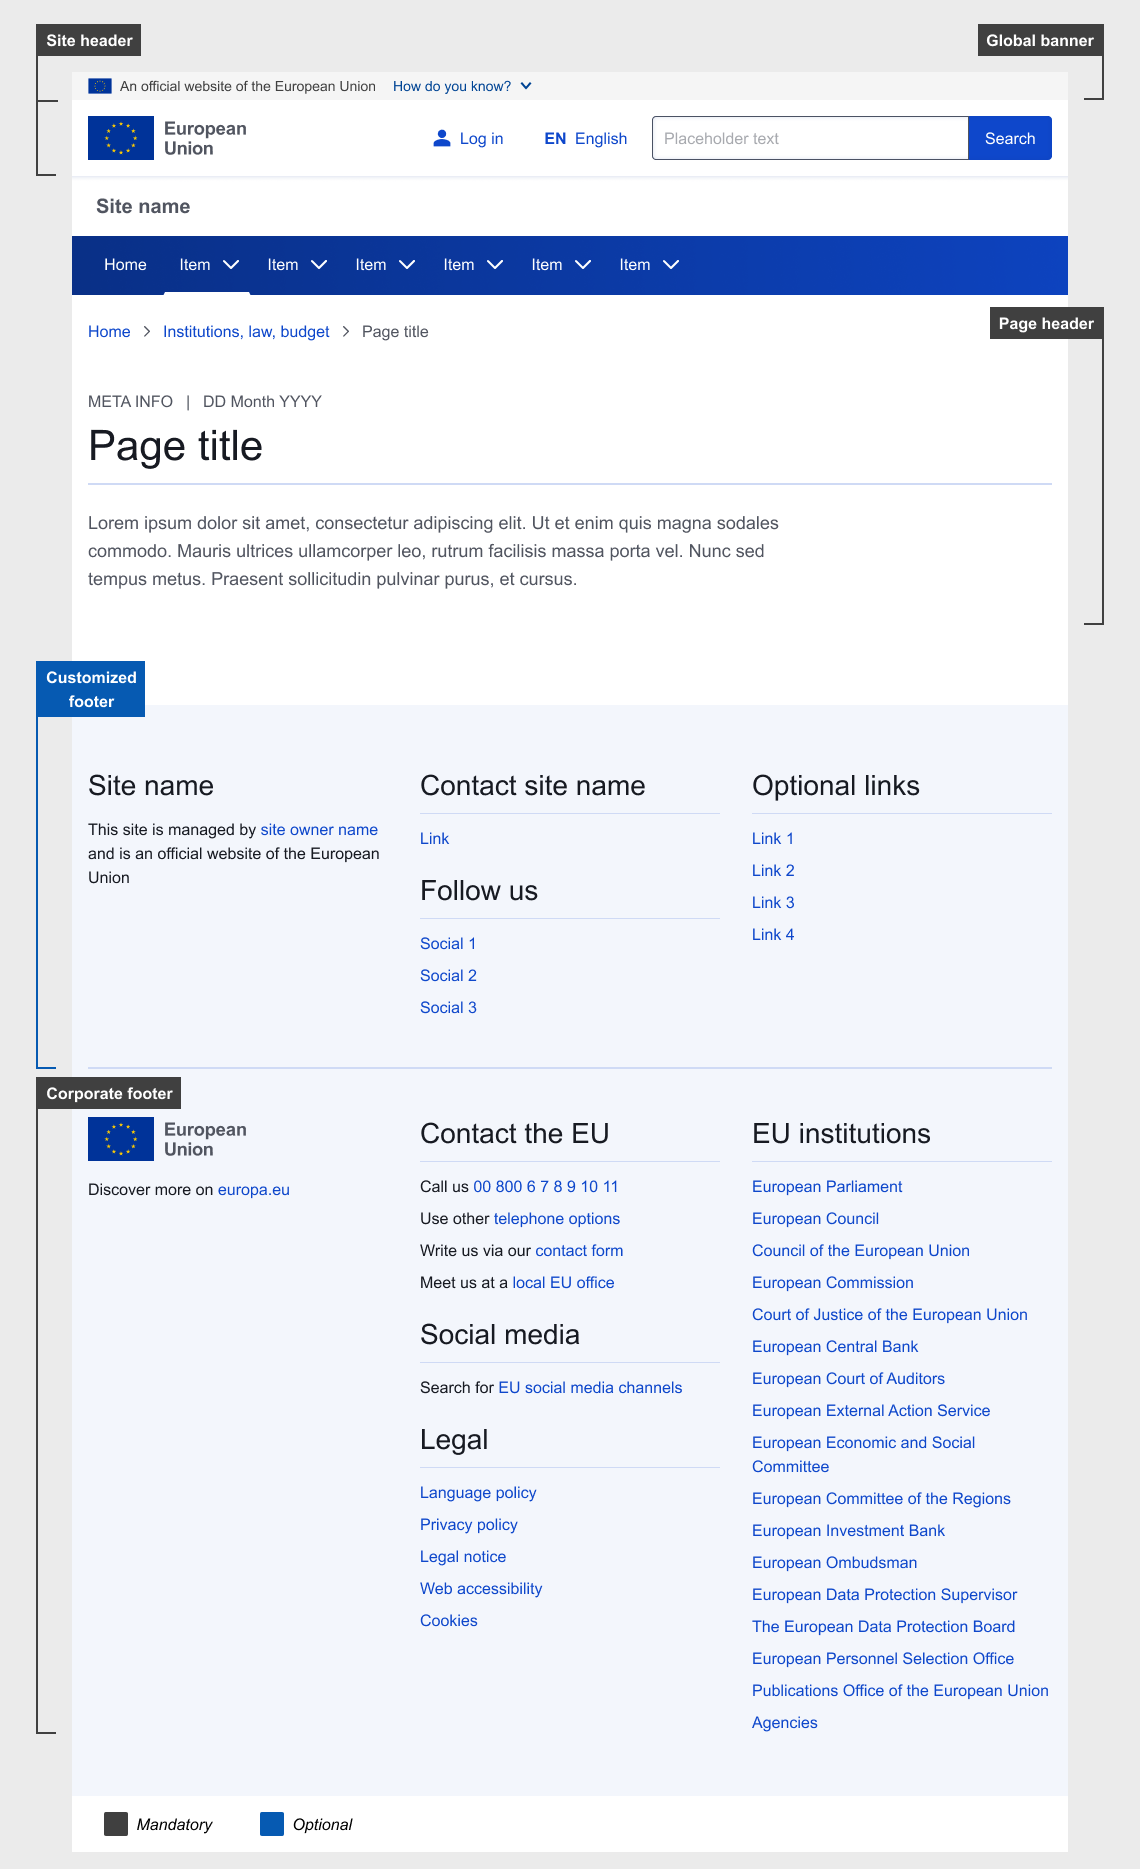 Site header
Global banner
An official website of the European Union How do you know?
European
Union
Log in
EN English
Placeholder text
Search
Site name
Home Item Item Item Item Item Item
Page header
Home Institutions, law, budget Page title
META INFO | DD Month YYYY
Page title
Lorem ipsum dolor sit amet, consectetur adipiscing elit. Ut et enim quis magna sodales
commodo. Mauris ultrices ullamcorper leo, rutrum facilisis massa porta vel. Nunc sed
tempus metus. Praesent sollicitudin pulvinar purus, et cursus.
Customized
footer
Site name
This site is managed by site owner name
and is an official website of the European
Union
Contact site name
Link
Follow us
Social 1
Social 2
Social 3
Optional links
Link 1
Link 2
Link 3
Link 4
Corporate footer
European
Union
Discover more on europa.eu
Contact the EU
Call us 00 800 6 7 8 9 10 11
Use other telephone options
Write us via our contact form
Meet us at a local EU office
Social media
Search for EU social media channels
Legal
Language policy
Privacy policy
Legal notice
Web accessibility
Cookies
EU institutions
European Parliament
European Council
Council of the European Union
European Commission
Court of Justice of the European Union
European Central Bank
European Court of Auditors
European External Action Service
European Economic and Social
Committee
European Committee of the Regions
European Investment Bank
European Ombudsman
European Data Protection Supervisor
The European Data Protection Board
European Personnel Selection Office
Publications Office of the European Union
Agencies
Mandatory
Optional